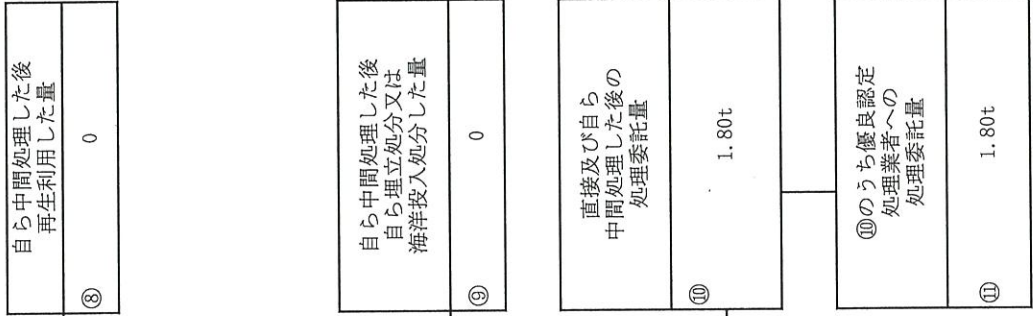 自ら中間処理した後
再生利用した量
⑧ 0
自ら中間処理した後
自ら埋立処分又は
海洋投入処分した量
⑨ 0
直接及び自ら
中間処理した後の
処理委託量
⑩ 1.80t
⑩のうち優良認定
処理業者への
処理委託量
⑪ 1.80t